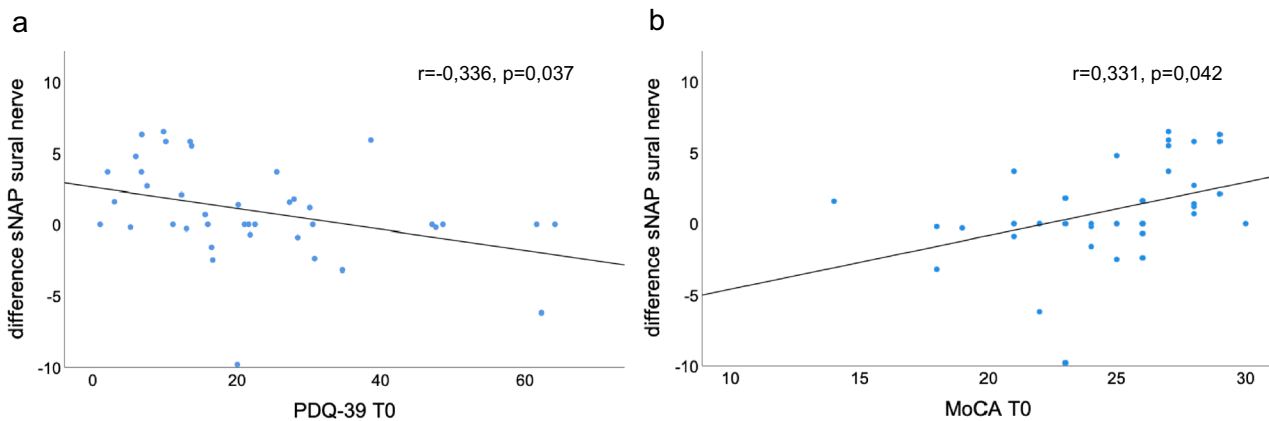 a
r=-0,336, p=0,037
difference sNAP sural nerve
10
5
0
-5
-10
0
20
40
60
PDQ-39 T0
b
r=0,331, p=0,042
difference sNAP sural nerve
10
5
0
-5
-10
10
15
20
25
30
MoCA T0